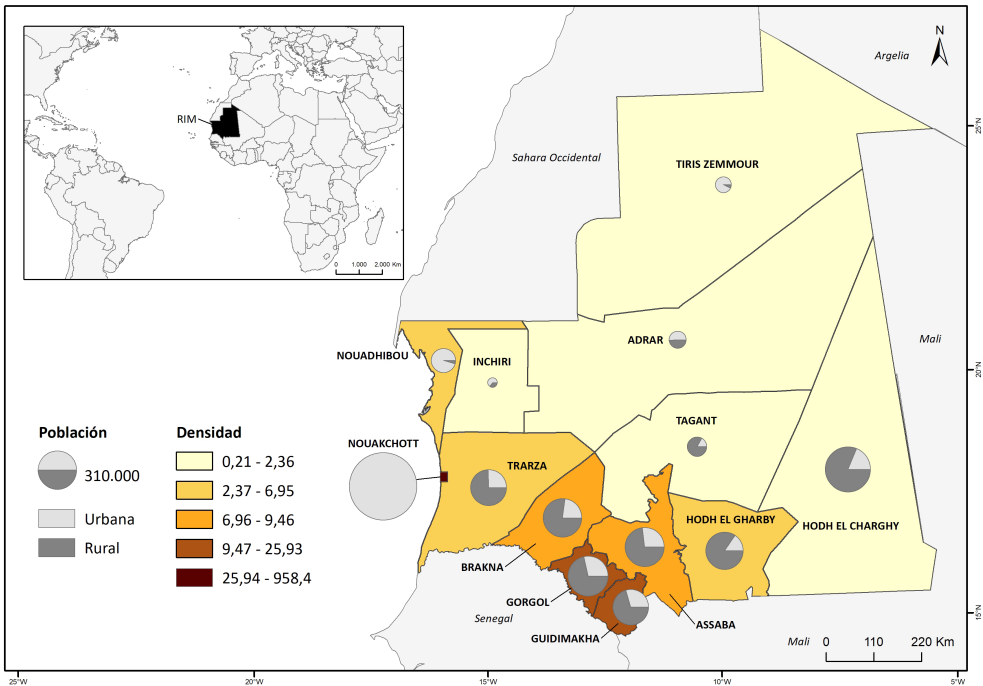 RIM
0 1.000 2.000 Km
N
Argelia
25°N
Sahara Occidental
TIRIS ZEMMOUR
ADRAR
Mali
NOUADHIBOU
INCHIRI
20°N
TAGANT
Población
310.000
Urbana
Rural
Densidad
0,21 - 2,36
2,37 - 6,95
6,96 - 9,46
9,47 - 25,93
25,94 - 958,4
NOUAKCHOTT
TRARZA
HODH EL GHARBY
HODH EL CHARGHY
BRAKNA
GORGOL
Senegal
GUIDIMAKHA
ASSABA
15°N
Mali
0 110 220 Km
25°W
20°W
15°W
10°W
5°W